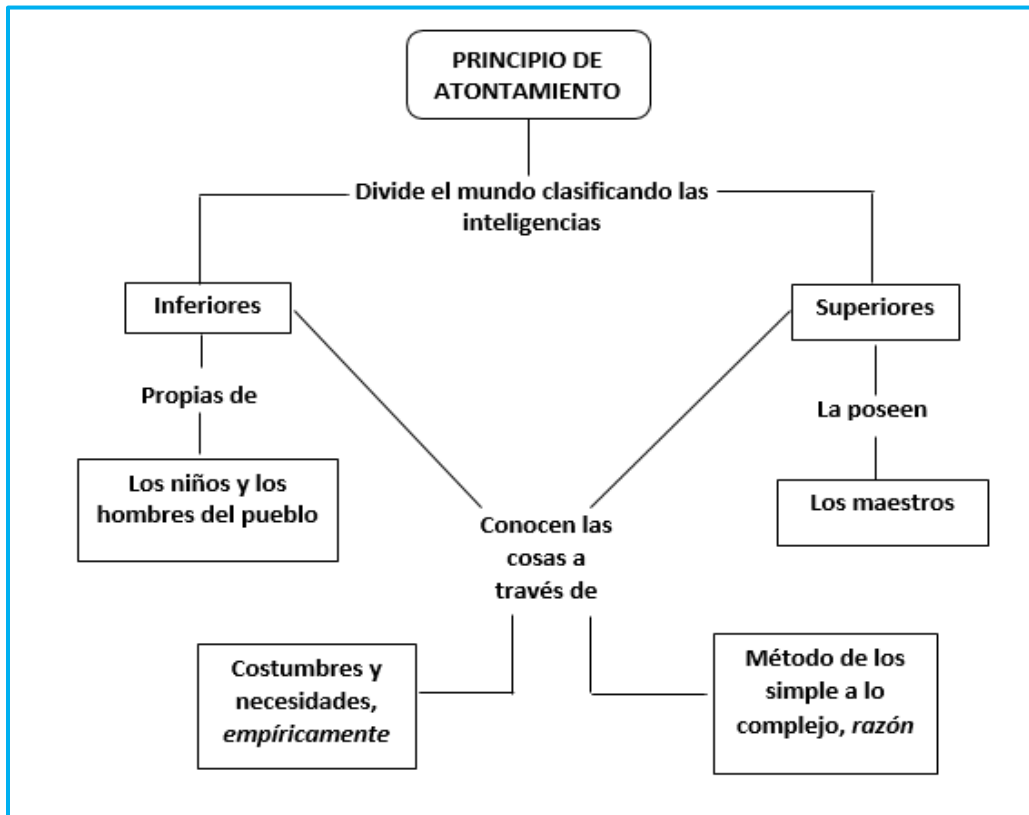 PRINCIPIO DE
ATONTAMIENTO
Divide el mundo clasificando las
inteligencias
Inferiores
Superiores
Propias de
La poseen
Los niños y los
hombres del pueblo
Los maestros
Conocen las
cosas a
través de
Costumbres y
necesidades,
empíricamente
Método de los
simple a lo
complejo, razón